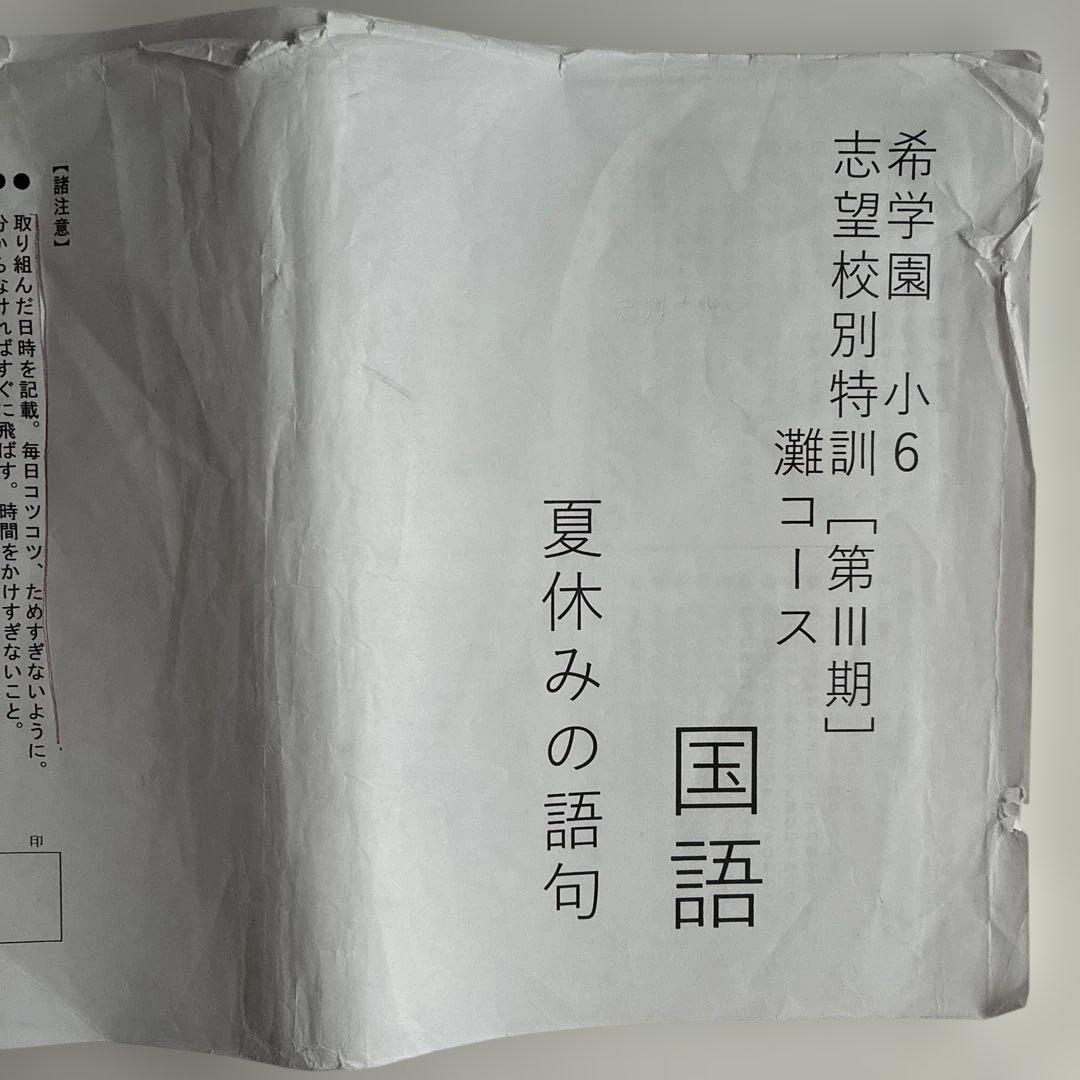 希学園 小6
志望校別特訓［第Ⅲ期］
灘コース
国語
夏休みの語句
【諸注意】
●取り組んだ日時を記載。毎日コツコツ、ためすぎないように。
●分からなければすぐに飛ばす。時間をかけすぎないこと。
印